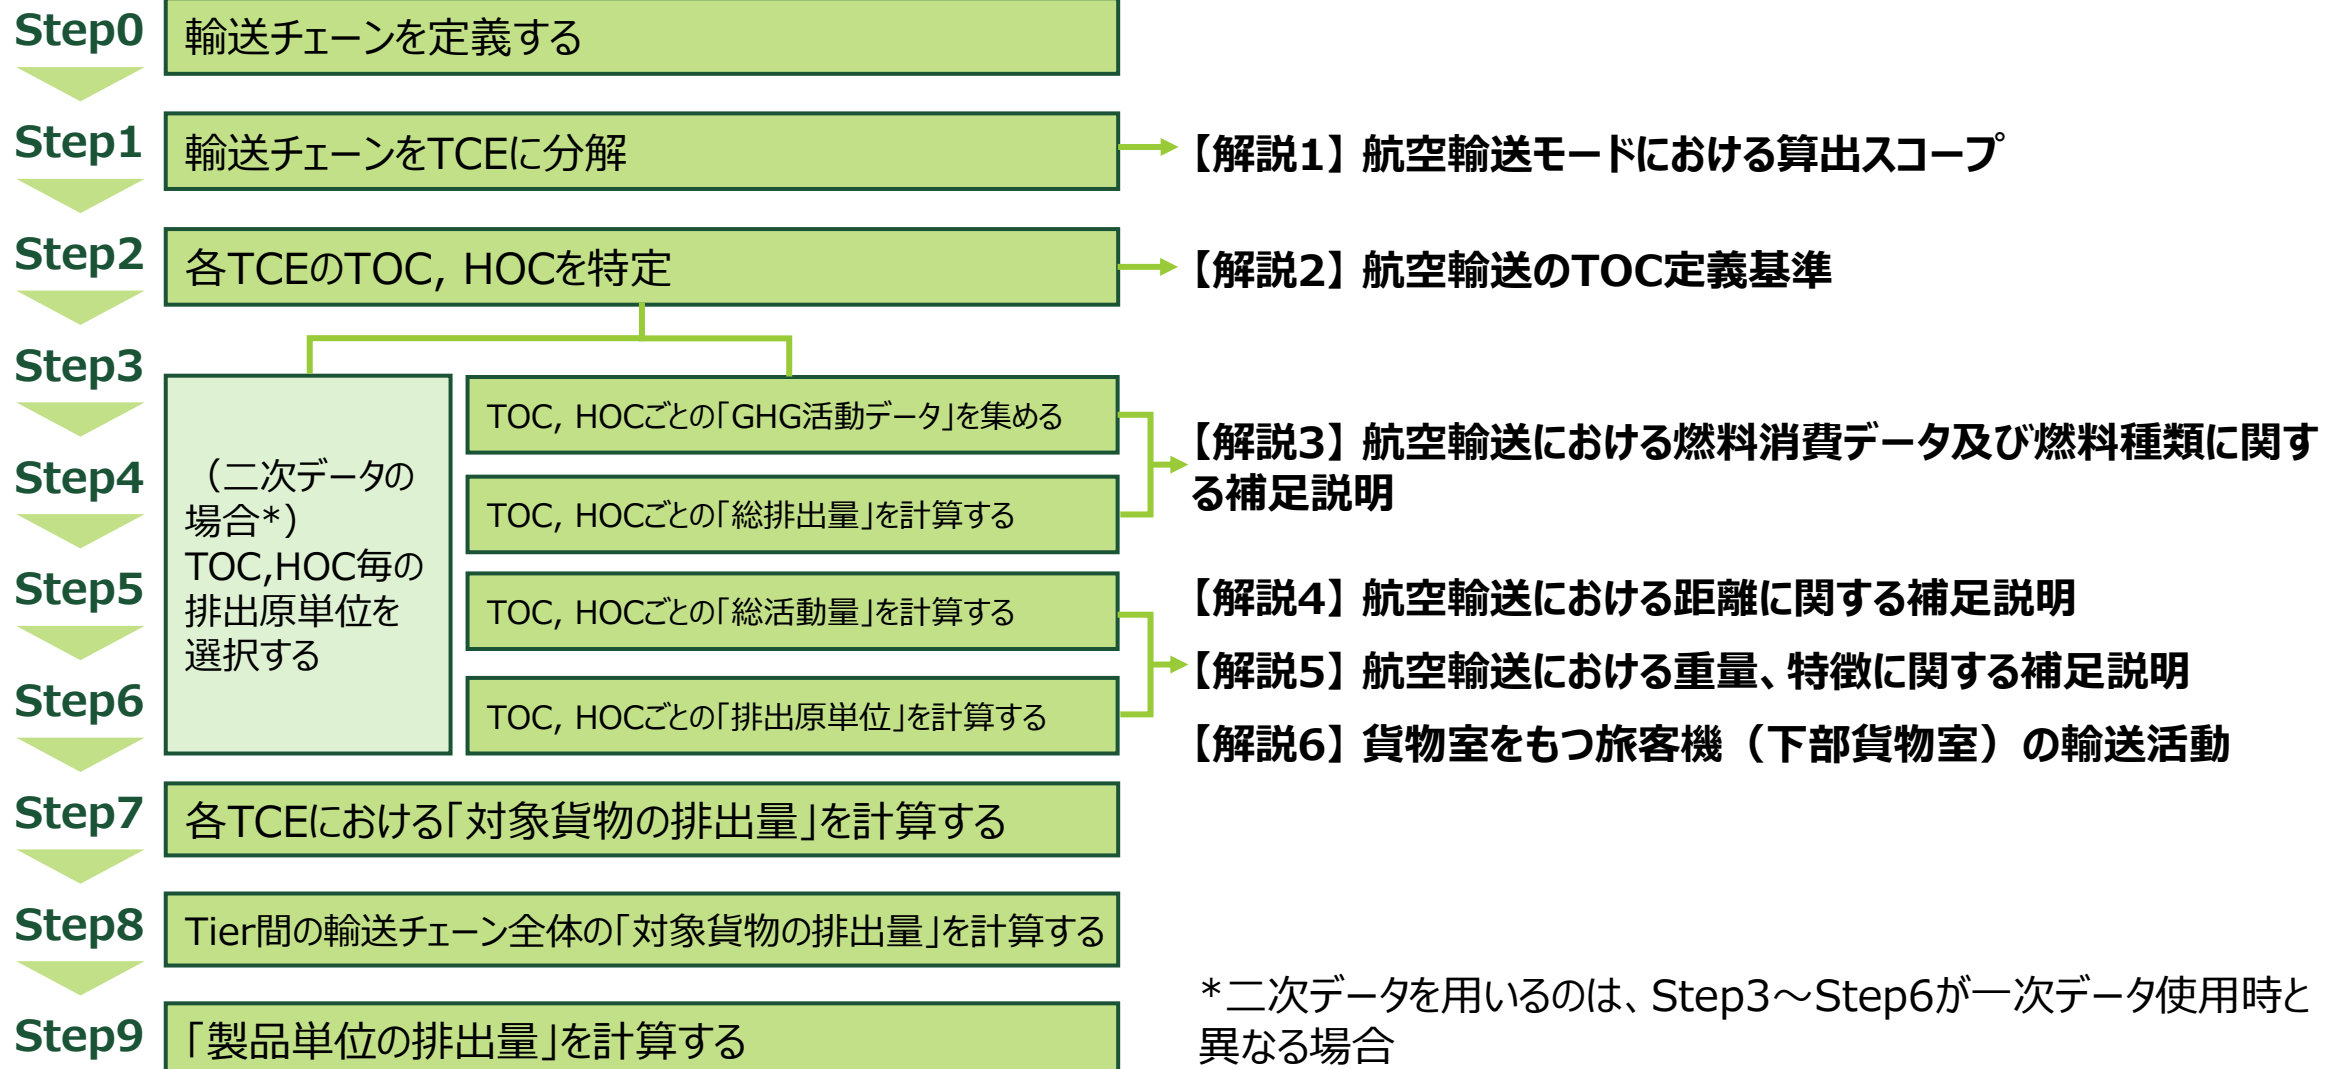 Step0
輸送チェーンを定義する
Step1
輸送チェーンをTCEに分解
【解説1】航空輸送モードにおける算出スコープ
Step2
各TCEのTOC, HOCを特定
【解説2】航空輸送のTOC定義基準
Step3
Step4
Step5
Step6
（二次データの
場合*）
TOC,HOC毎の
排出原単位を
選択する
TOC, HOCごとの「GHG活動データ」を集める
TOC, HOCごとの「総排出量」を計算する
TOC, HOCごとの「総活動量」を計算する
TOC, HOCごとの「排出原単位」を計算する
【解説3】航空輸送における燃料消費データ及び燃料種類に関す
る補足説明
【解説4】航空輸送における距離に関する補足説明
【解説5】航空輸送における重量、特徴に関する補足説明
【解説6】貨物室をもつ旅客機（下部貨物室）の輸送活動
Step7
各TCEにおける「対象貨物の排出量」を計算する
Step8
Tier間の輸送チェーン全体の「対象貨物の排出量」を計算する
Step9
「製品単位の排出量」を計算する
*二次データを用いるのは、Step3～Step6が一次データ使用時と
異なる場合